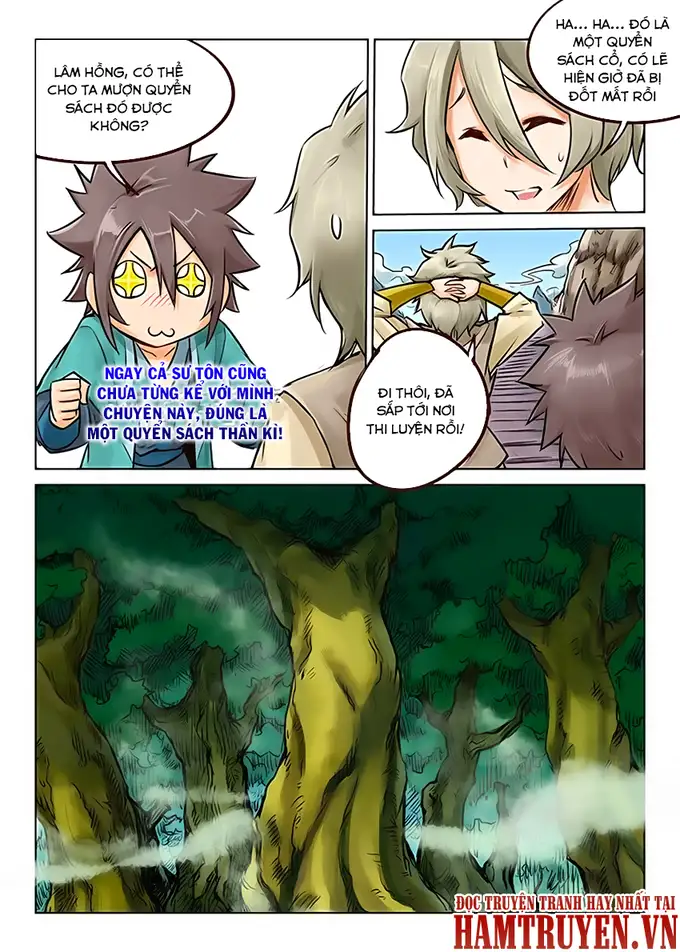 LÂM HỒNG, CÓ THỂ
CHO TA MƯỢN QUYỂN
SÁCH ĐÓ ĐƯỢC
KHÔNG?
NGAY CẢ SƯ TÔN CŨNG
CHƯA TỪNG KỂ VỚI MÌNH
CHUYỆN NAY, ĐÚNG LÀ
MỘT QUYỂN SÁCH THẦN KÌ!
HA... HA... ĐÓ LÀ
MỘT QUYỂN
SÁCH CỔ, CÓ LẼ
HIỆN GIỜ ĐÃ BỊ
ĐỐT MẤT RỒI
ĐI THÔI, ĐÃ
SẮP TỚI NƠI
THI LUYỆN RỒI!
ĐỌC TRUYỆN TRANH HAY NHẤT TẠI
HAMTRUYEN.VN